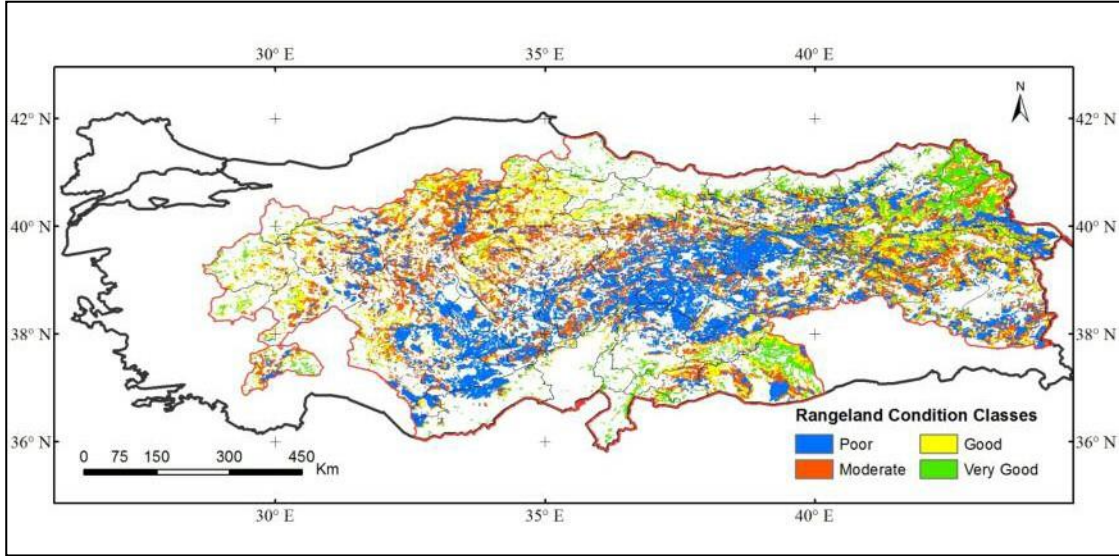 30° E 35° E 40° E
N
42° N 42° N
40° N 40° N
38° N 38° N
36° N 36° N
Rangeland Condition Classes
Poor Good
Moderate Very Good
0 75 150 300 450
Km
30° E 35° E 40° E